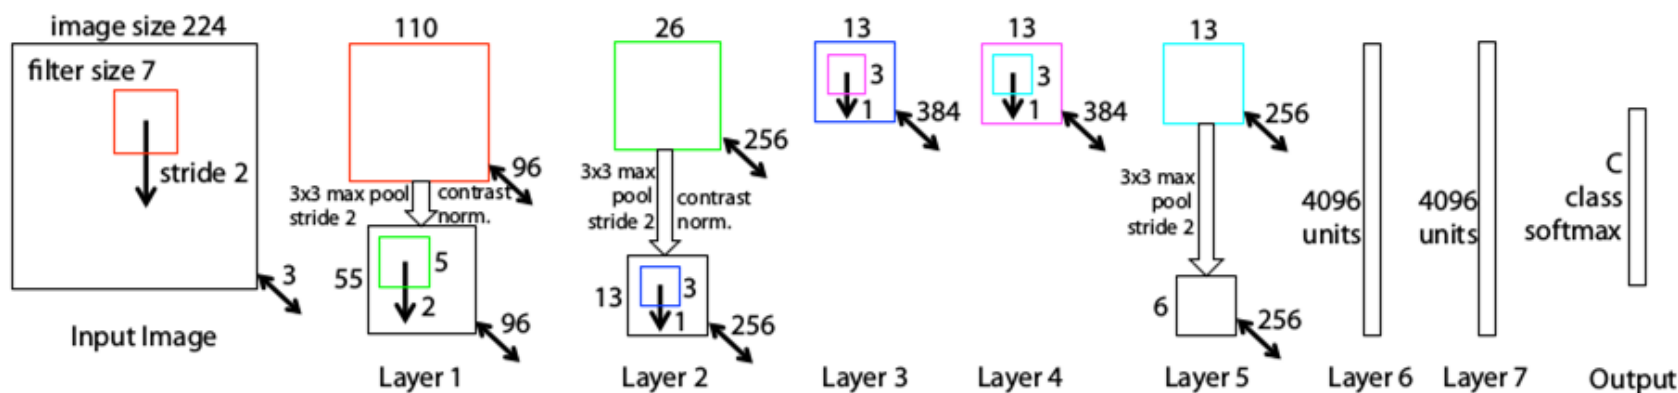 image size 224
filter size 7
stride 2
3
Input Image
110
96
3x3 max pool
stride 2
contrast
norm.
55
5
2
96
Layer 1
26
256
3x3 max
pool
stride 2
contrast
norm.
13
3
1
256
Layer 2
13
3
1
384
Layer 3
13
3
1
384
Layer 4
13
256
3x3 max
pool
stride 2
6
256
Layer 5
4096
units
Layer 6
4096
units
Layer 7
C
class
softmax
Output